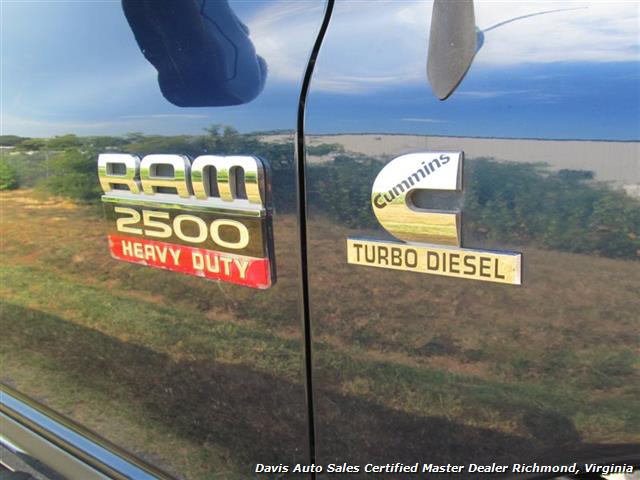 RAM
2500
HEAVY DUTY
Cummins
TURBO DIESEL
Davis Auto Sales Certified Master Dealer Richmond, Virginia